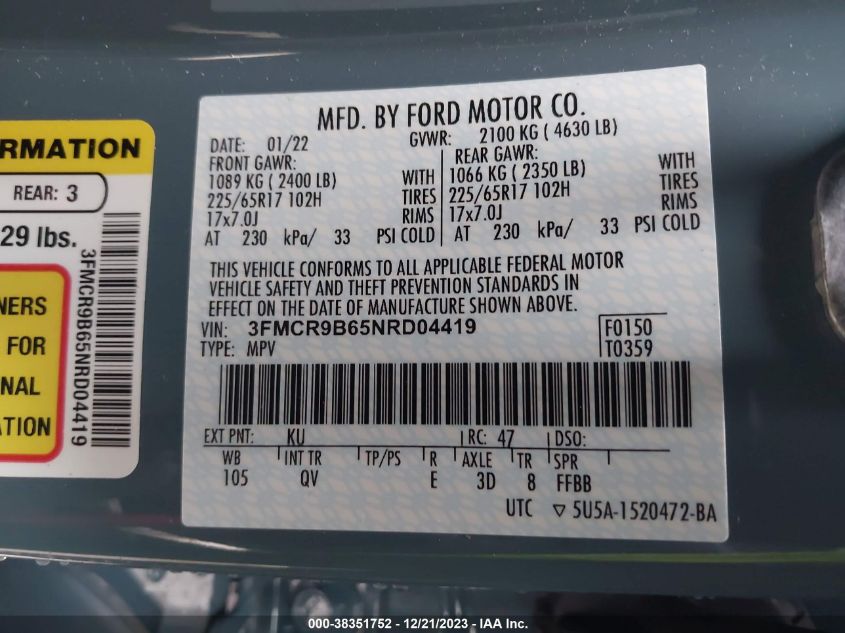 RMATION
REAR: 3
29 lbs.
NERS
FOR
NAL
TION
3FMCR9B65NRD04419
MFD. BY FORD MOTOR CO.
DATE: 01/22 GVWR: 2100 KG ( 4630 LB)
FRONT GAWR: REAR GAWR:
1089 KG ( 2400 LB) WITH 1066 KG ( 2350 LB) WITH
225/65R17 102H TIRES 225/65R17 102H TIRES
17x7.0J RIMS 17x7.0J RIMS
AT 230 kPa/ 33 PSI COLD AT 230 kPa/ 33 PSI COLD
THIS VEHICLE CONFORMS TO ALL APPLICABLE FEDERAL MOTOR
VEHICLE SAFETY AND THEFT PREVENTION STANDARDS IN
EFFECT ON THE DATE OF MANUFACTURE SHOWN ABOVE.
VIN: 3FMCR9B65NRD04419 F0150
TYPE: MPV T0359
EXT PNT: KU RC: 47 DSO:
WB INT TR TP/PS R AXLE TR SPR
105 QV E 3D 8 FFBB
UTC ▽ 5U5A-1520472-BA
000-38351752 - 12/21/2023 - IAA Inc.